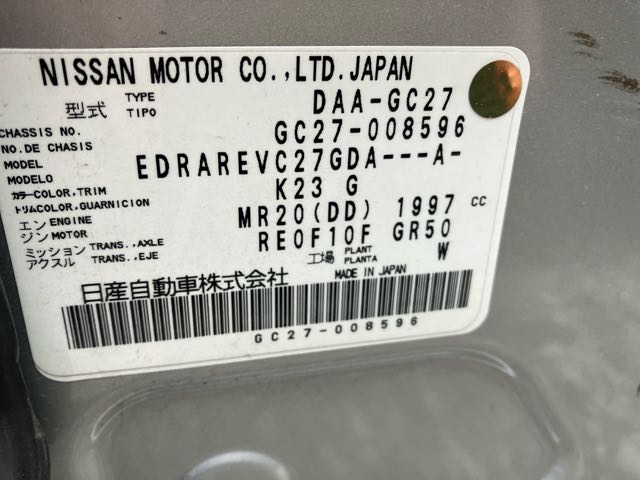 NISSAN MOTOR CO.,LTD.JAPAN
型式 TYPE TIPO DAA-GC27
CHASSIS NO. NO.DE CHASIS GC27-008596
MODEL MODELO EDRAREVC27GDA---A-
カラー COLOR,TRIM トリム COLOR,GUARNICION K23 G
エンジン ENGINE MOTOR MR20(DD) 1997 CC
ミッション アクスル TRANS.,AXLE TRANS.,EJE RE0F10F GR50
工場 PLANT PLANTA W
日産自動車株式会社 MADE IN JAPAN
GC27-008596